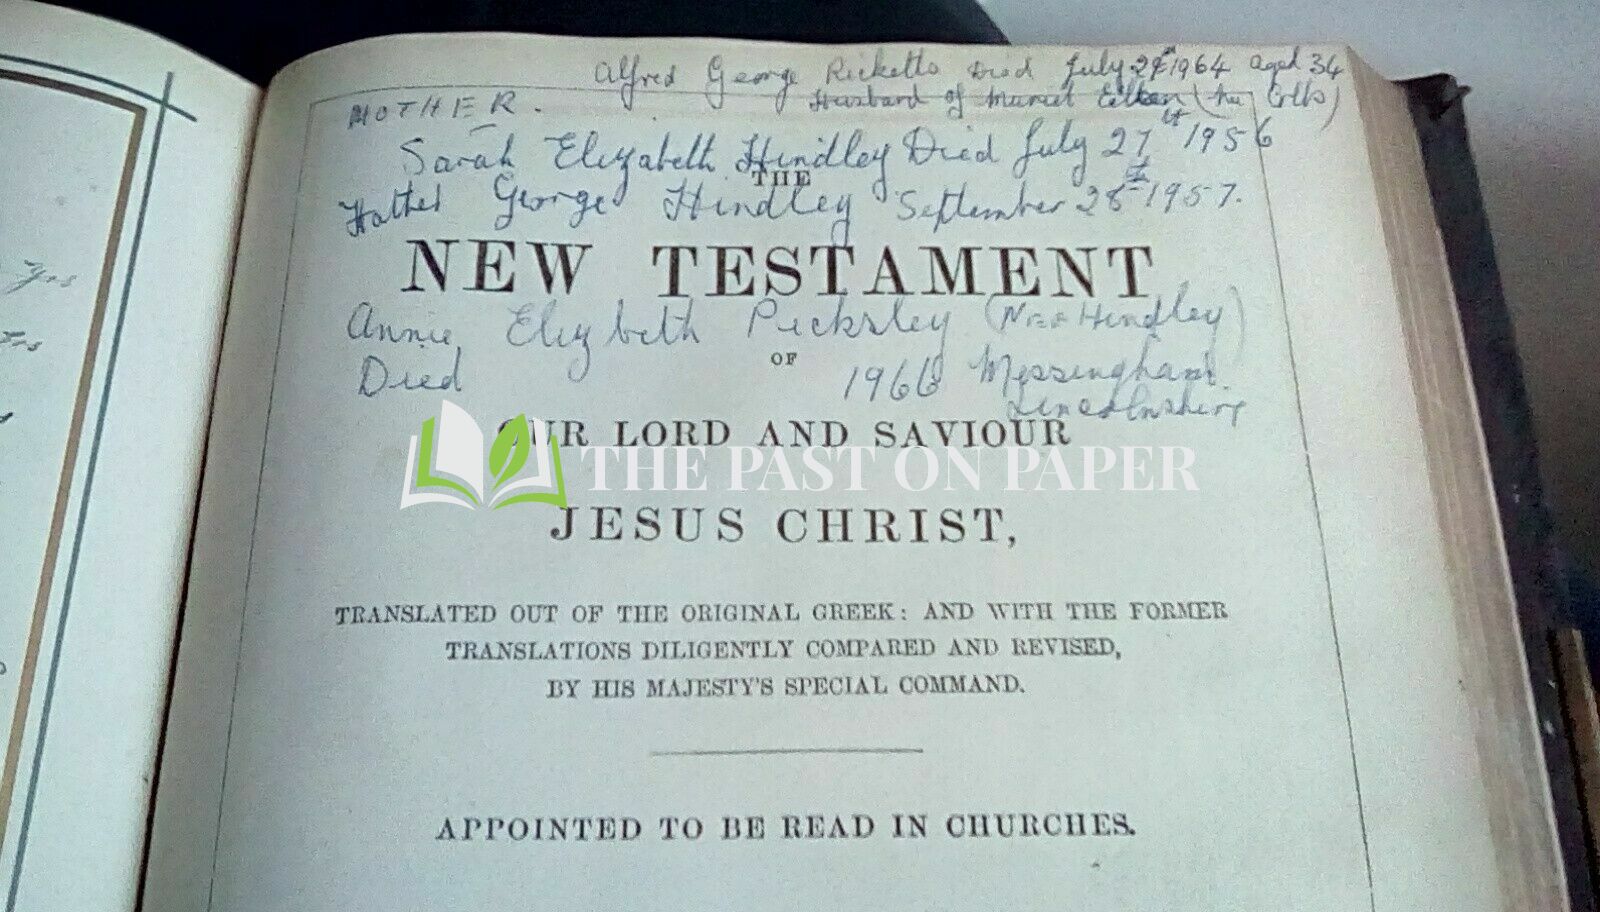 Alfred George Ricketts Died July 1964 aged 34
Husband of Muriel
MOTHER.
Sarah Elizabeth Hindley Died July 27th 1956
THE
Father George Hindley September 28th 1957.
NEW TESTAMENT
Annie Elizbeth Picksley (Nee Hindley)
OF
Died 1966 Messingham.
Lincolnshire
OUR LORD AND SAVIOUR
THE PAST ON PAPER
JESUS CHRIST,
TRANSLATED OUT OF THE ORIGINAL GREEK: AND WITH THE FORMER
TRANSLATIONS DILIGENTLY COMPARED AND REVISED,
BY HIS MAJESTY'S SPECIAL COMMAND.
APPOINTED TO BE READ IN CHURCHES.